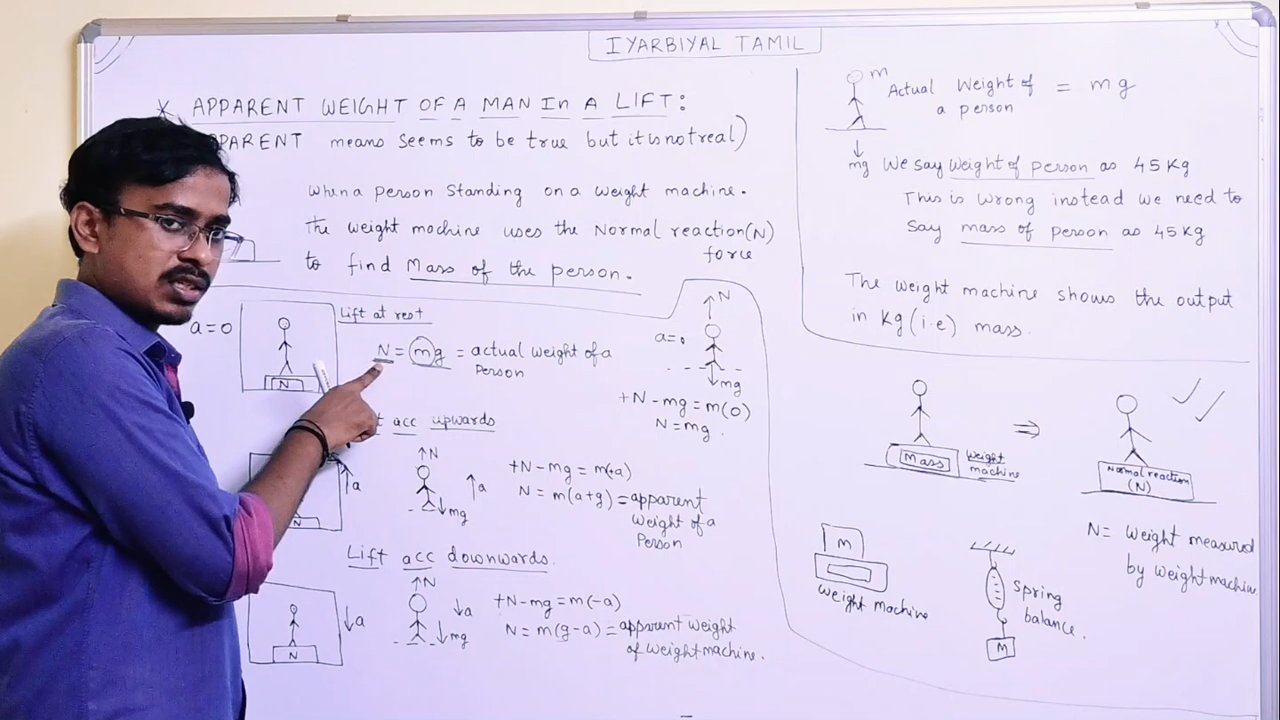 IYARBIYAL TAMIL
* APPARENT WEIGHT OF A MAN In A LIFT:
APPARENT means seems to be true but it is not real)
When a person standing on a weight machine.
The weight machine uses the Normal reaction(N)
force
to find Mass of the person.
a=0
Lift at rest
N
N = mg = actual weight of a
person
N
a=0
mg
+N-mg=m(0)
N=mg.
acc upwards
a
N
N
mg
a
+N-mg=m(+a)
N=m(a+g)=apparent
weight of a
Person
Lift acc downwards.
a
N
N
mg
a
+N-mg=m(-a)
N=m(g-a)=apparent weight
of weight machine.
m
Actual Weight of
a person
= mg
mg
We say weight of person as 45 Kg
This is wrong instead we need to
Say mass of person as 45 Kg
The weight machine shows the output
in Kg(i.e) mass.
Mass
Weight
machine
⇒
Normal reaction
(N)
N= Weight measured
by weight machine
M
Weight machine
Spring
balance.
M